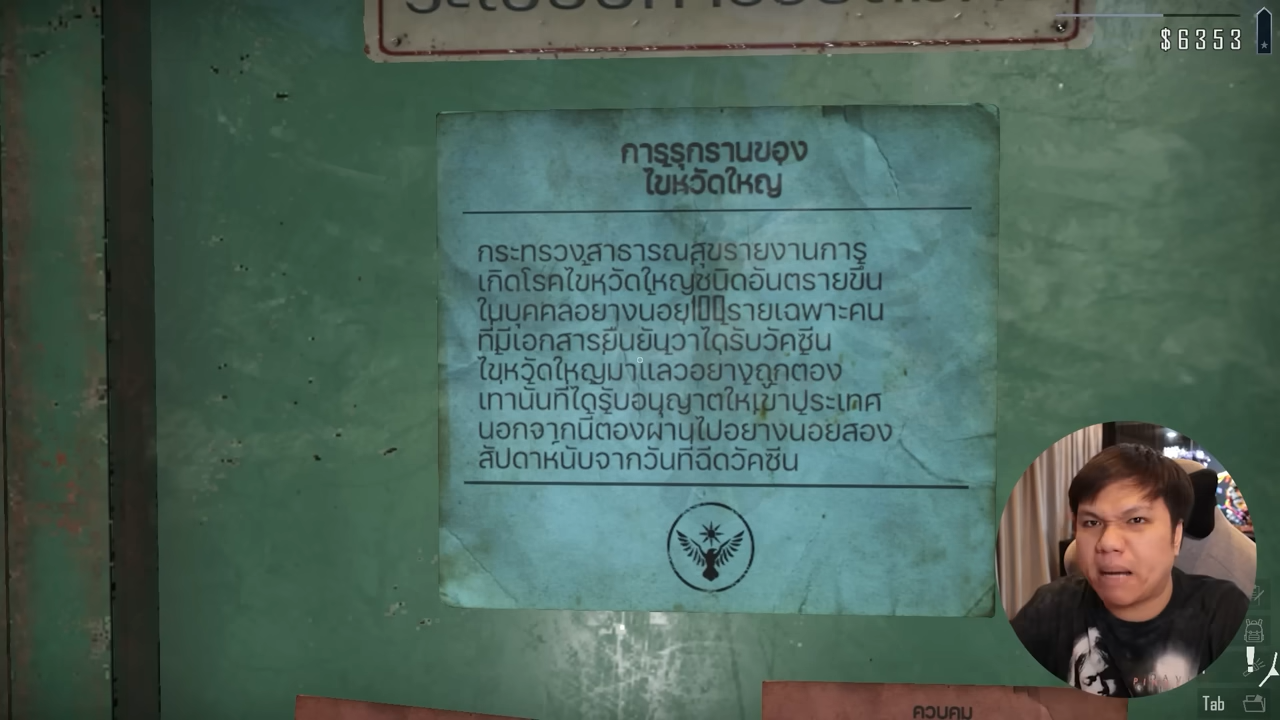 $6353
การรุกรานของ
ไขหวัดใหญ
กระทรวงสาธารณสุขรายงานการ
เกิดโรคไขหวัดใหญชนิดอันตรายขึ้น
ในบุคคลอยางนอย รายเฉพาะคน
ที่มีเอกสารยืนยันวาไดรับวัคซีน
ไขหวัดใหญมาแลวอยางถูกตอง
เทานั้นที่ไดรับอนุญาตใหเขาประเทศ
นอกจากนี้ตองผานไปอยางนอยสอง
สัปดาหนับจากวันที่ฉีดวัคซีน
ควบคุม
Tab